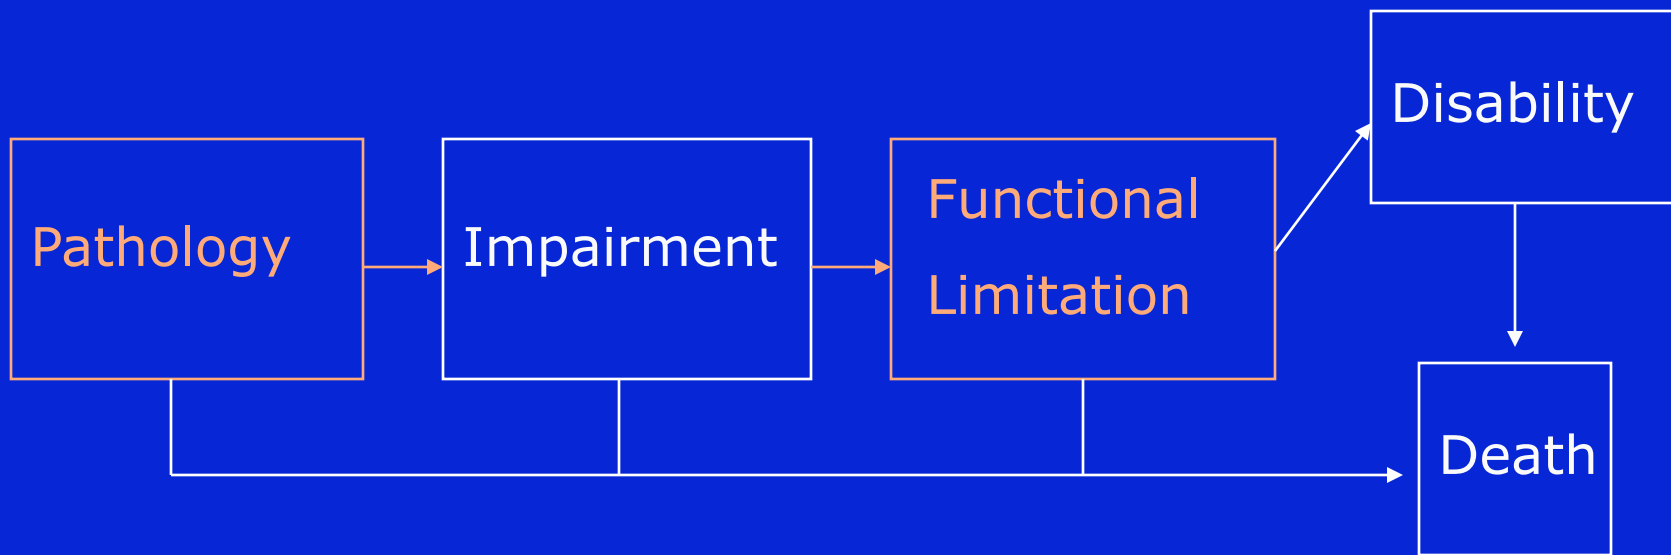 Pathology
Impairment
Functional
Limitation
Disability
Death